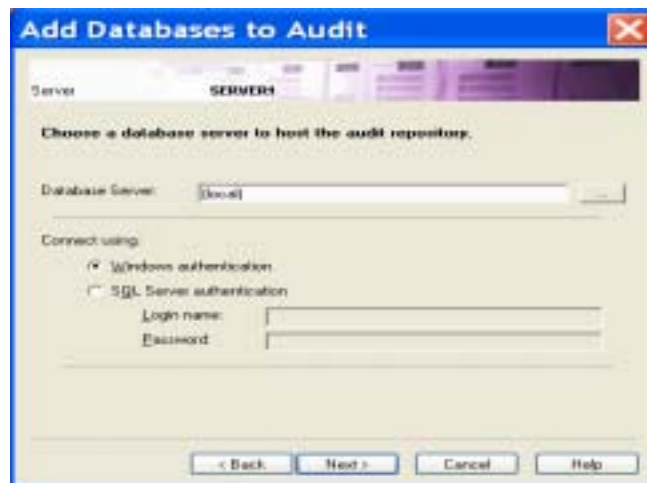 Add Databases to Audit
Server SERVER1
Choose a database server to host the audit repository.
Database Server: (local) ...
Connect using:
Windows authentication
SQL Server authentication
Login name:
Password:
< Back Next > Cancel Help